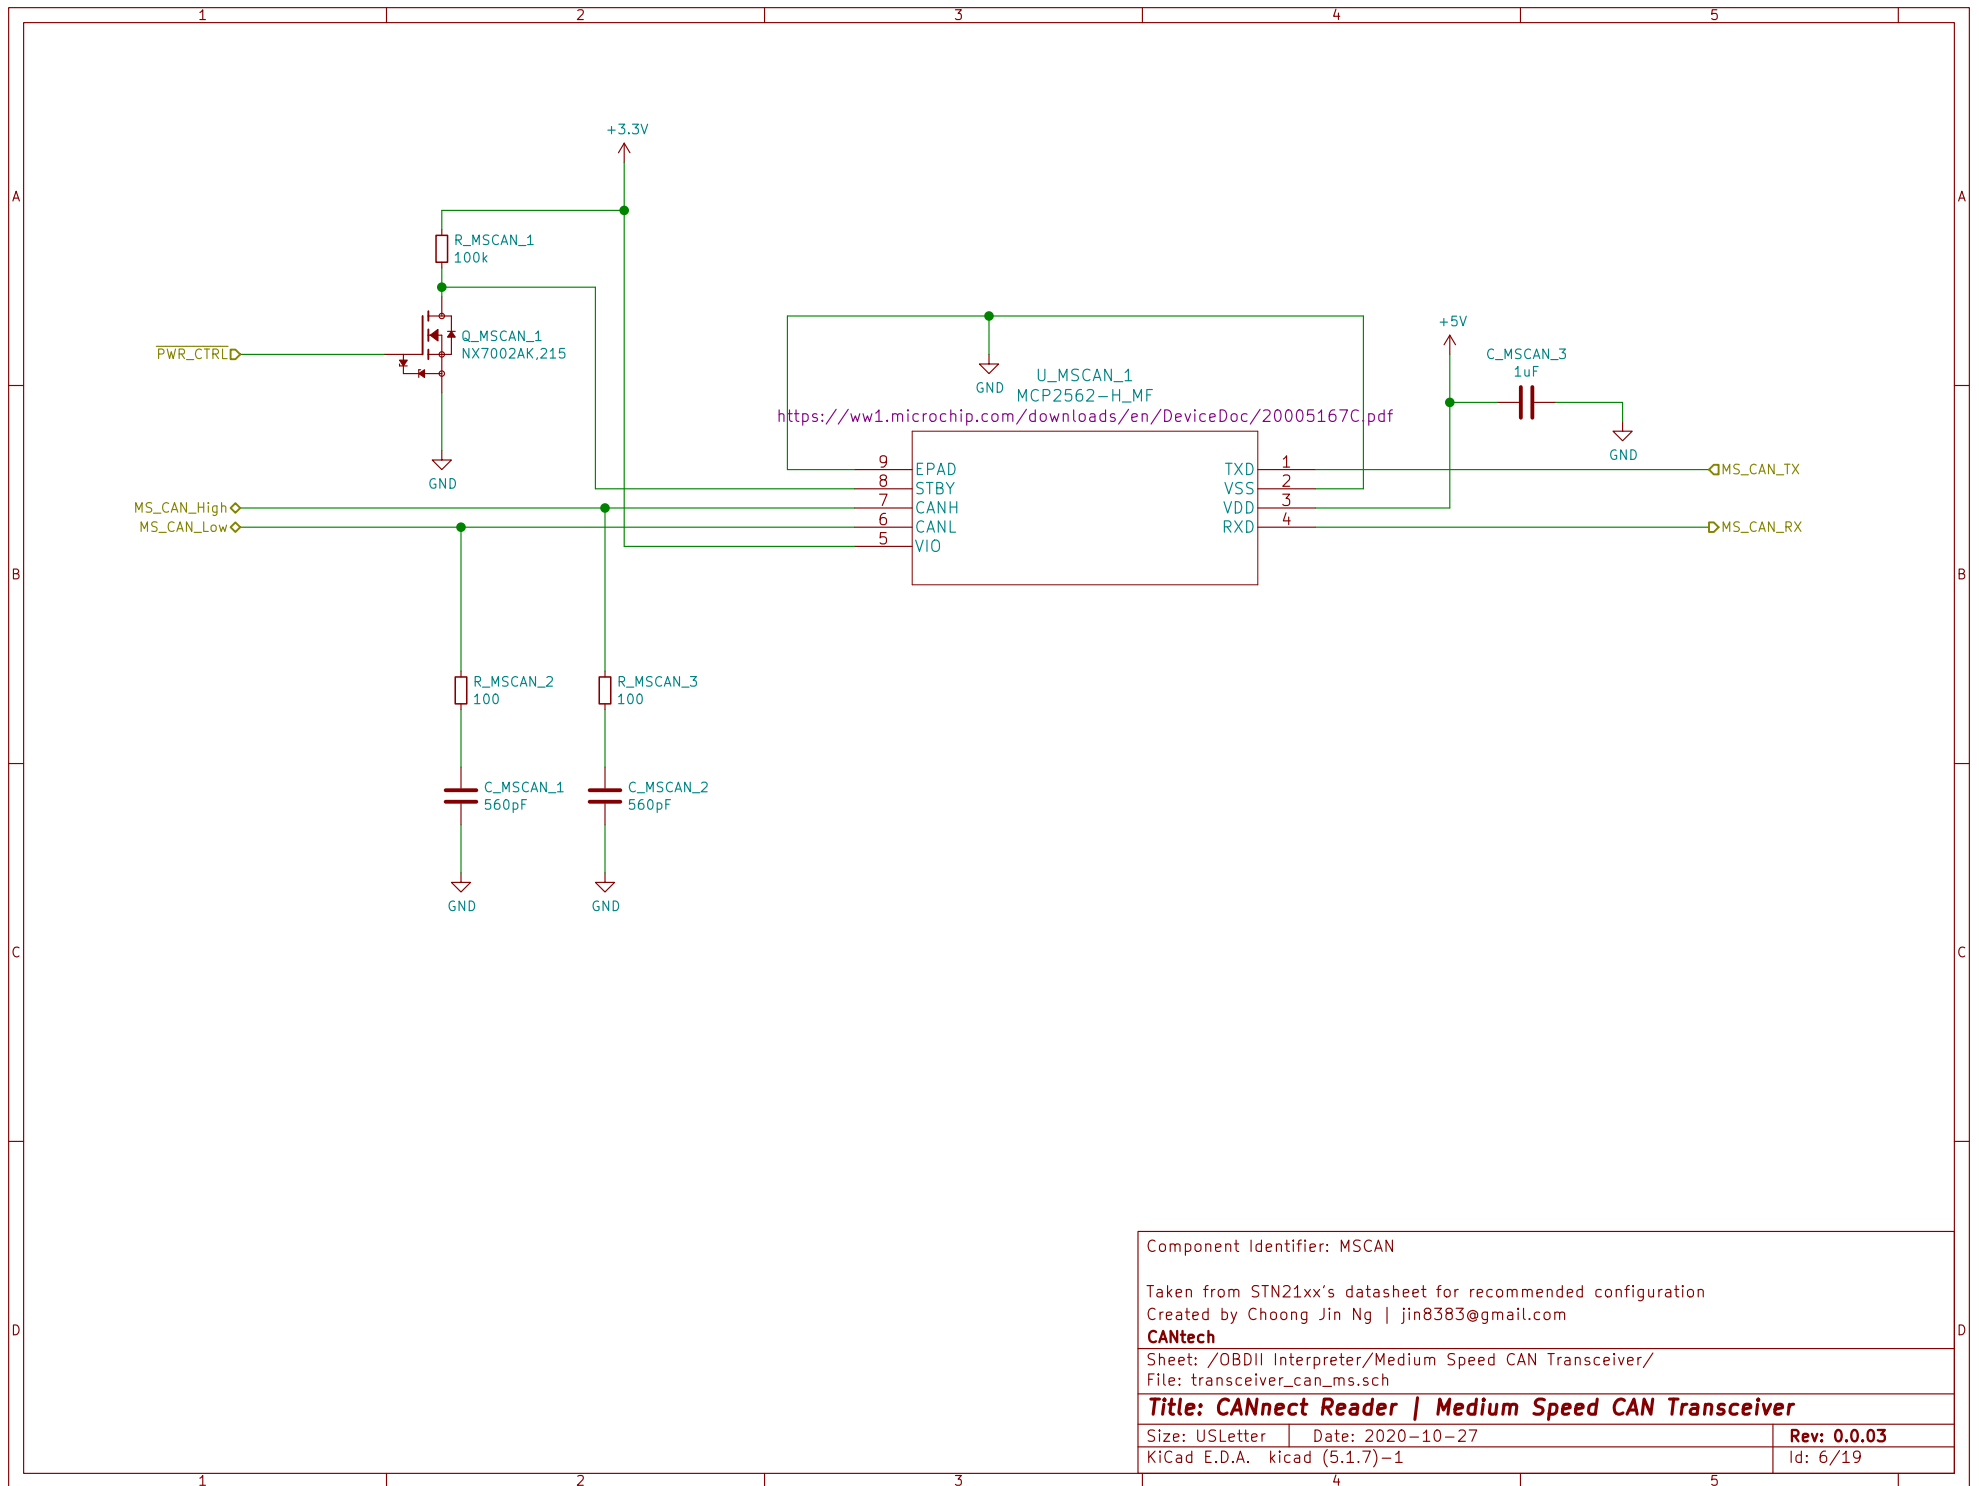 1 2 3 4 5
+3.3V
A A
R_MSCAN_1
100k
+5V
Q_MSCAN_1
NX7002AK,215
PWR_CTRL
C_MSCAN_3
1uF
GND
U_MSCAN_1
MCP2562-H_MF
https://ww1.microchip.com/downloads/en/DeviceDoc/20005167C.pdf
GND
GND
9 EPAD TXD 1 MS_CAN_TX
8 STBY VSS 2
MS_CAN_High 7 CANH VDD 3
MS_CAN_Low 6 CANL RXD 4 MS_CAN_RX
5 VIO
B B
R_MSCAN_2
100
R_MSCAN_3
100
C_MSCAN_1
560pF
C_MSCAN_2
560pF
GND GND
C C
Component Identifier: MSCAN
Taken from STN21xx's datasheet for recommended configuration
Created by Choong Jin Ng | jin8383@gmail.com
D D
CANtech
Sheet: /OBDII Interpreter/Medium Speed CAN Transceiver/
File: transceiver_can_ms.sch
Title: CANnect Reader | Medium Speed CAN Transceiver
Size: USLetter Date: 2020-10-27 Rev: 0.0.03
KiCad E.D.A. kicad (5.1.7)-1 Id: 6/19
1 2 3 4 5